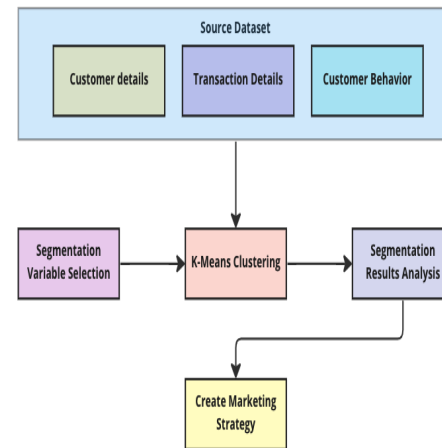 Source Dataset
Customer details
Transaction Details
Customer Behavior
Segmentation
Variable Selection
K-Means Clustering
Segmentation
Results Analysis
Create Marketing
Strategy